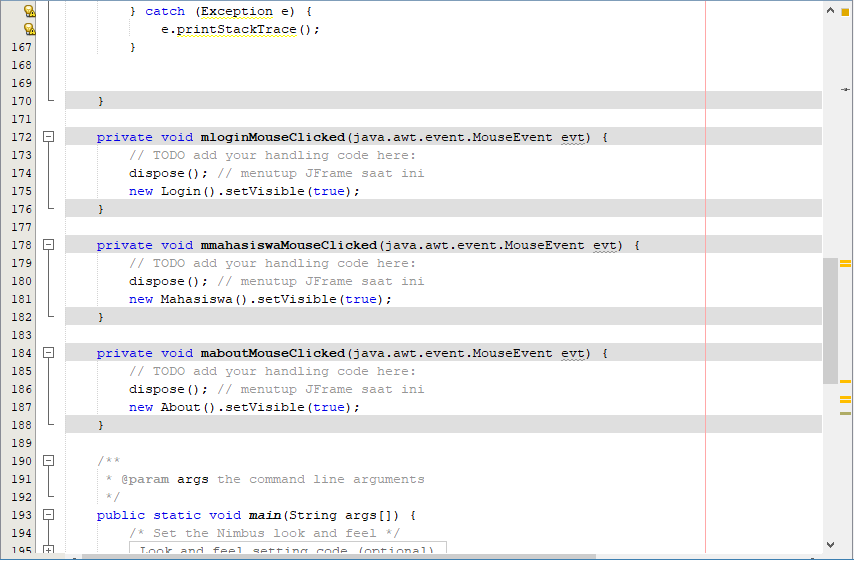 } catch (Exception e) {
e.printStackTrace();
167 }
168
169
170 }
171
172 private void mloginMouseClicked(java.awt.event.MouseEvent evt) {
173 // TODO add your handling code here:
174 dispose(); // menutup JFrame saat ini
175 new Login().setVisible(true);
176 }
177
178 private void mmahasiswaMouseClicked(java.awt.event.MouseEvent evt) {
179 // TODO add your handling code here:
180 dispose(); // menutup JFrame saat ini
181 new Mahasiswa().setVisible(true);
182 }
183
184 private void maboutMouseClicked(java.awt.event.MouseEvent evt) {
185 // TODO add your handling code here:
186 dispose(); // menutup JFrame saat ini
187 new About().setVisible(true);
188 }
189
190 /**
191 * @param args the command line arguments
192 */
193 public static void main(String args[]) {
194 /* Set the Nimbus look and feel */
195 Look and feel setting code (optional)